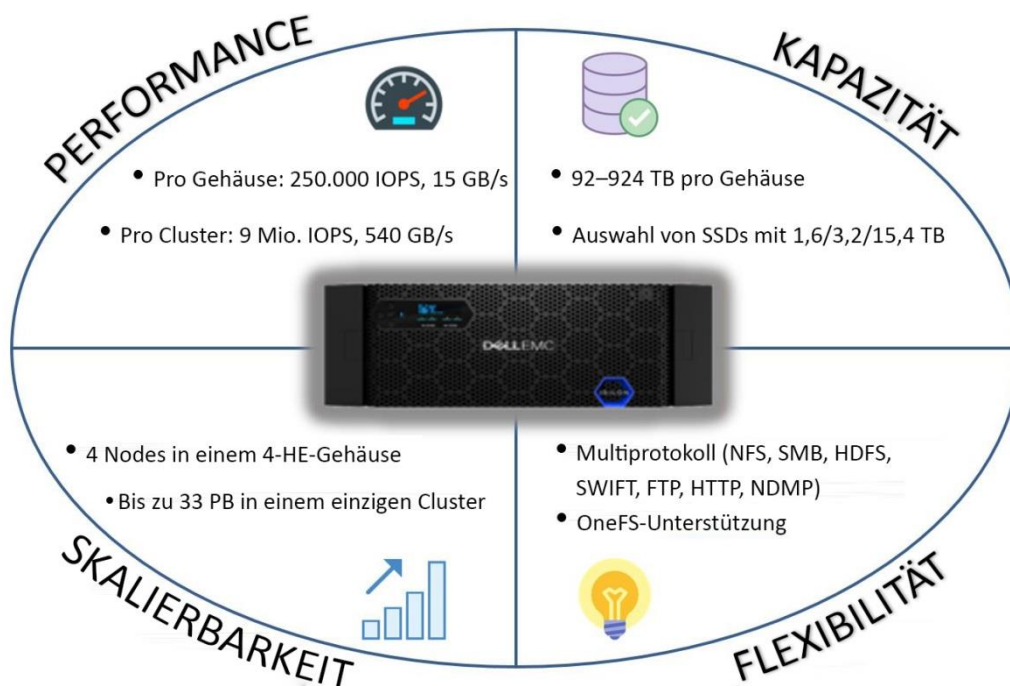 PERFORMANCE
KAPAZITÄT
• Pro Gehäuse: 250.000 IOPS, 15 GB/s
• Pro Cluster: 9 Mio. IOPS, 540 GB/s
• 92–924 TB pro Gehäuse
• Auswahl von SSDs mit 1,6/3,2/15,4 TB
DELLEMC
ISILON
• 4 Nodes in einem 4-HE-Gehäuse
• Bis zu 33 PB in einem einzigen Cluster
• Multiprotokoll (NFS, SMB, HDFS,
SWIFT, FTP, HTTP, NDMP)
• OneFS-Unterstützung
SKALIERBARKEIT
FLEXIBILITÄT